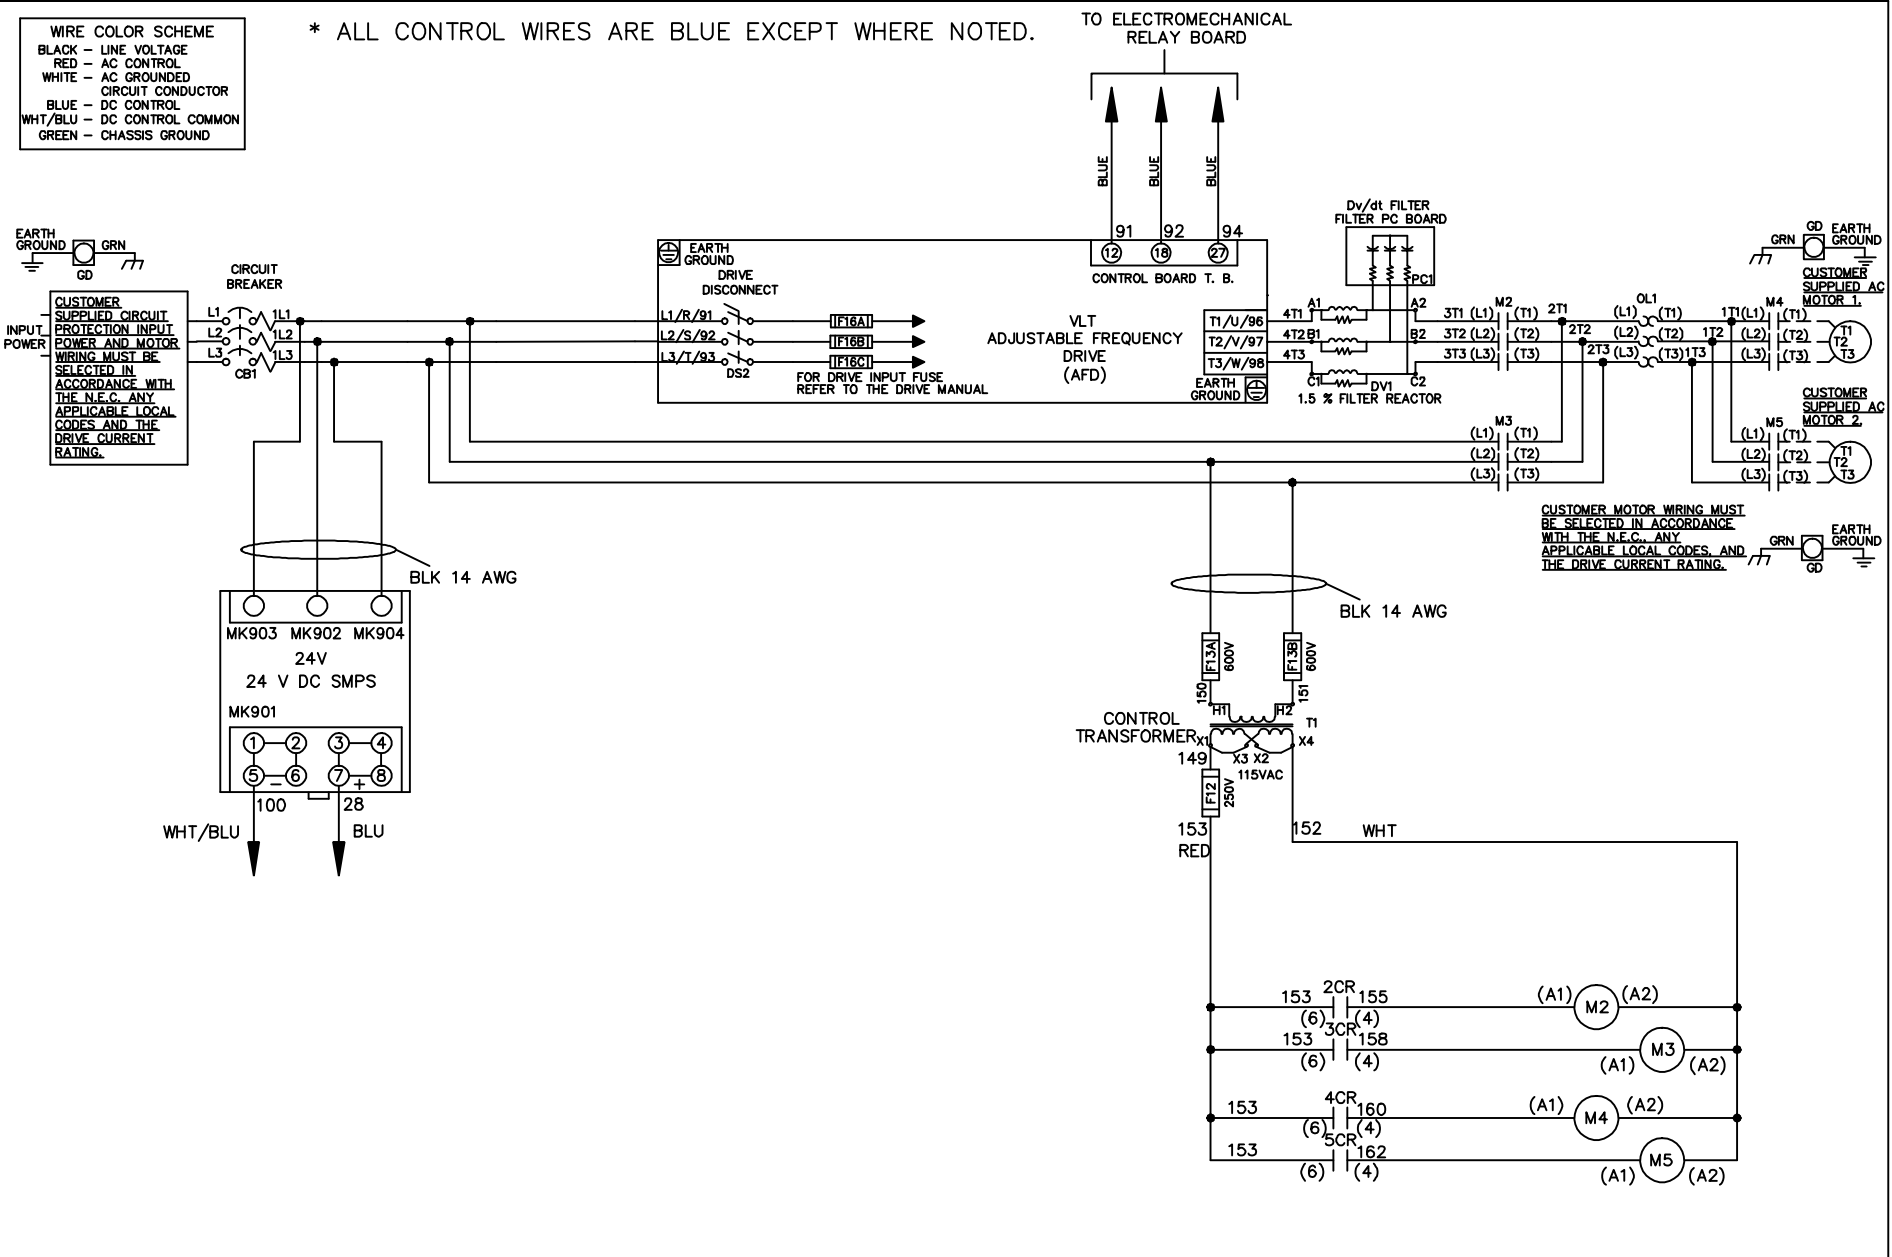 WIRE COLOR SCHEME
BLACK – LINE VOLTAGE
RED – AC CONTROL
WHITE – AC GROUNDED
CIRCUIT CONDUCTOR
BLUE – DC CONTROL
WHT/BLU – DC CONTROL COMMON
GREEN – CHASSIS GROUND
* ALL CONTROL WIRES ARE BLUE EXCEPT WHERE NOTED.
TO ELECTROMECHANICAL
RELAY BOARD
BLUE
BLUE
BLUE
91 92 94
12 18 27
CONTROL BOARD T. B.
EARTH
GROUND
GRN
GD
CIRCUIT
BREAKER
INPUT
POWER
CUSTOMER
SUPPLIED CIRCUIT
PROTECTION INPUT
POWER AND MOTOR
WIRING MUST BE
SELECTED IN
ACCORDANCE WITH
THE N.E.C. ANY
APPLICABLE LOCAL
CODES AND THE
DRIVE CURRENT
RATING.
L1 1L1
L2 1L2
L3 1L3
CB1
EARTH
GROUND
DRIVE
DISCONNECT
L1/R/91
L2/S/92
L3/T/93
DS2
F16A
F16B
F16C
FOR DRIVE INPUT FUSE
REFER TO THE DRIVE MANUAL
VLT
ADJUSTABLE FREQUENCY
DRIVE
(AFD)
T1/U/96
T2/V/97
T3/W/98
EARTH
GROUND
4T1
4T2
4T3
Dv/dt FILTER
FILTER PC BOARD
PC1
A1 A2
B1 B2
C1 C2
DV1
1.5 % FILTER REACTOR
M2
3T1 (L1) (T1) 2T1
3T2 (L2) (T2) 2T2
3T3 (L3) (T3) 2T3
OL1
(L1) (T1) 1T1
(L2) (T2) 1T2
(L3) (T3) 1T3
M4
(L1) (T1)
(L2) (T2)
(L3) (T3)
T1
T2
T3
GRN
GD
EARTH
GROUND
CUSTOMER
SUPPLIED AC
MOTOR 1.
M3
(L1) (T1)
(L2) (T2)
(L3) (T3)
CUSTOMER
SUPPLIED AC
MOTOR 2.
M5
(L1) (T1)
(L2) (T2)
(L3) (T3)
T1
T2
T3
CUSTOMER MOTOR WIRING MUST
BE SELECTED IN ACCORDANCE
WITH THE N.E.C., ANY
APPLICABLE LOCAL CODES, AND
THE DRIVE CURRENT RATING.
GRN
GD
EARTH
GROUND
BLK 14 AWG
MK903 MK902 MK904
24V
24 V DC SMPS
MK901
1 2 3 4
5 – 6 7 + 8
100 28
WHT/BLU BLU
BLK 14 AWG
F13A
600V
F13B
600V
150
151
H1 H2
T1
CONTROL
TRANSFORMER
X1 X3 X2 X4
115VAC
149
F12
250V
153
RED
152 WHT
2CR
153 155 (A1) M2 (A2)
(6) (4)
3CR
153 158 M3
(6) (4) (A1) (A2)
4CR
153 160 (A1) M4 (A2)
(6) (4)
5CR
153 162 M5
(6) (4) (A1) (A2)